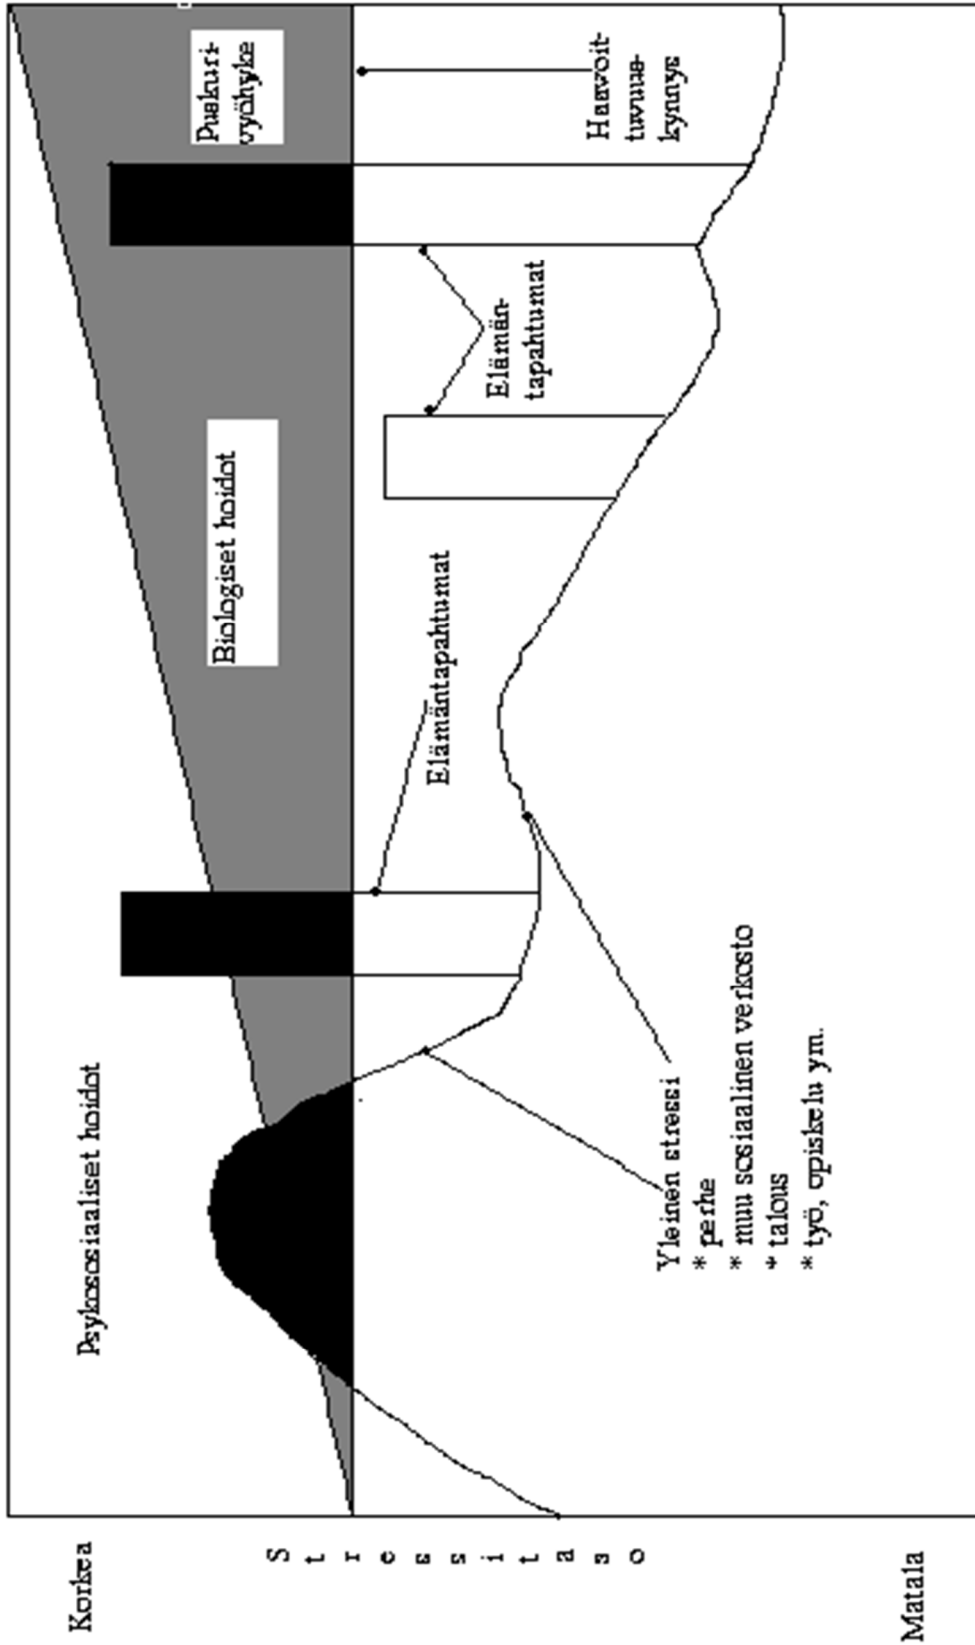 Korkea
Psykososiaaliset hoidot
Biologiset hoidot
Puskuri-
vyöhyke
Stressitaso
Elämäntapahtumat
Elämän-
tapahtumat
Haavoit-
tuvuus-
kynnys
Yleinen stressi
* perhe
* muu sosiaalinen verkosto
* talous
* työ, opiskelu ym.
Matala